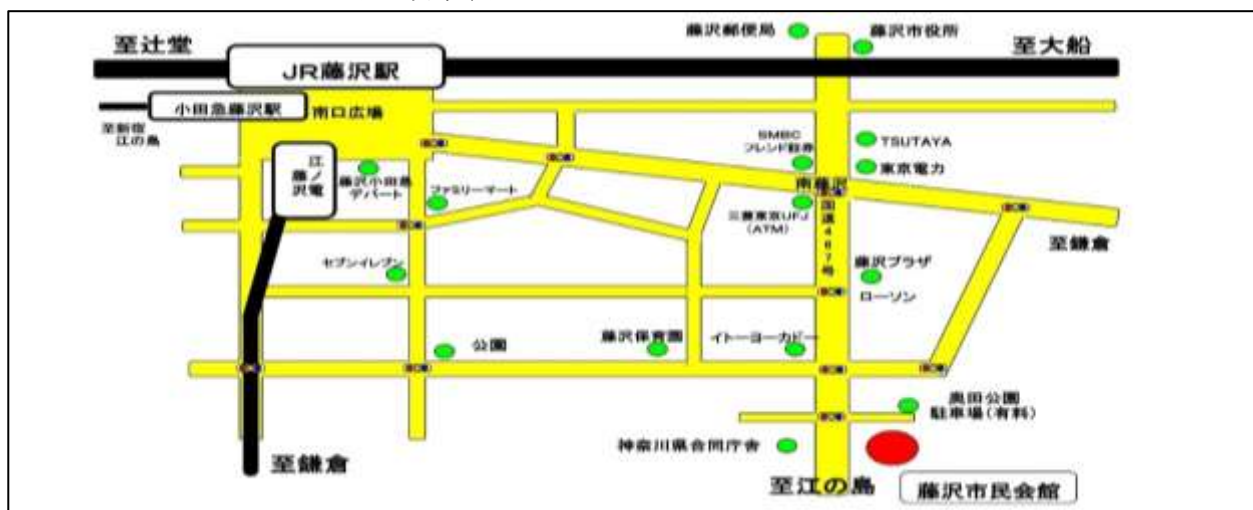 藤沢郵便局
藤沢市役所
至辻堂
至大船
JR藤沢駅
小田急藤沢駅
南口広場
至新宿
江の島
SMBC
フレンド証券
TSUTAYA
東京電力
江ノ電
藤沢
藤沢小田急
デパート
ファミリーマート
南藤沢
三菱東京UFJ
(ATM)
国道467号
至鎌倉
セブンイレブン
藤沢プラザ
ローソン
公園
藤沢保育園
イトーヨーカドー
奥田公園
駐車場(有料)
神奈川県合同庁舎
至鎌倉
至江の島
藤沢市民会館